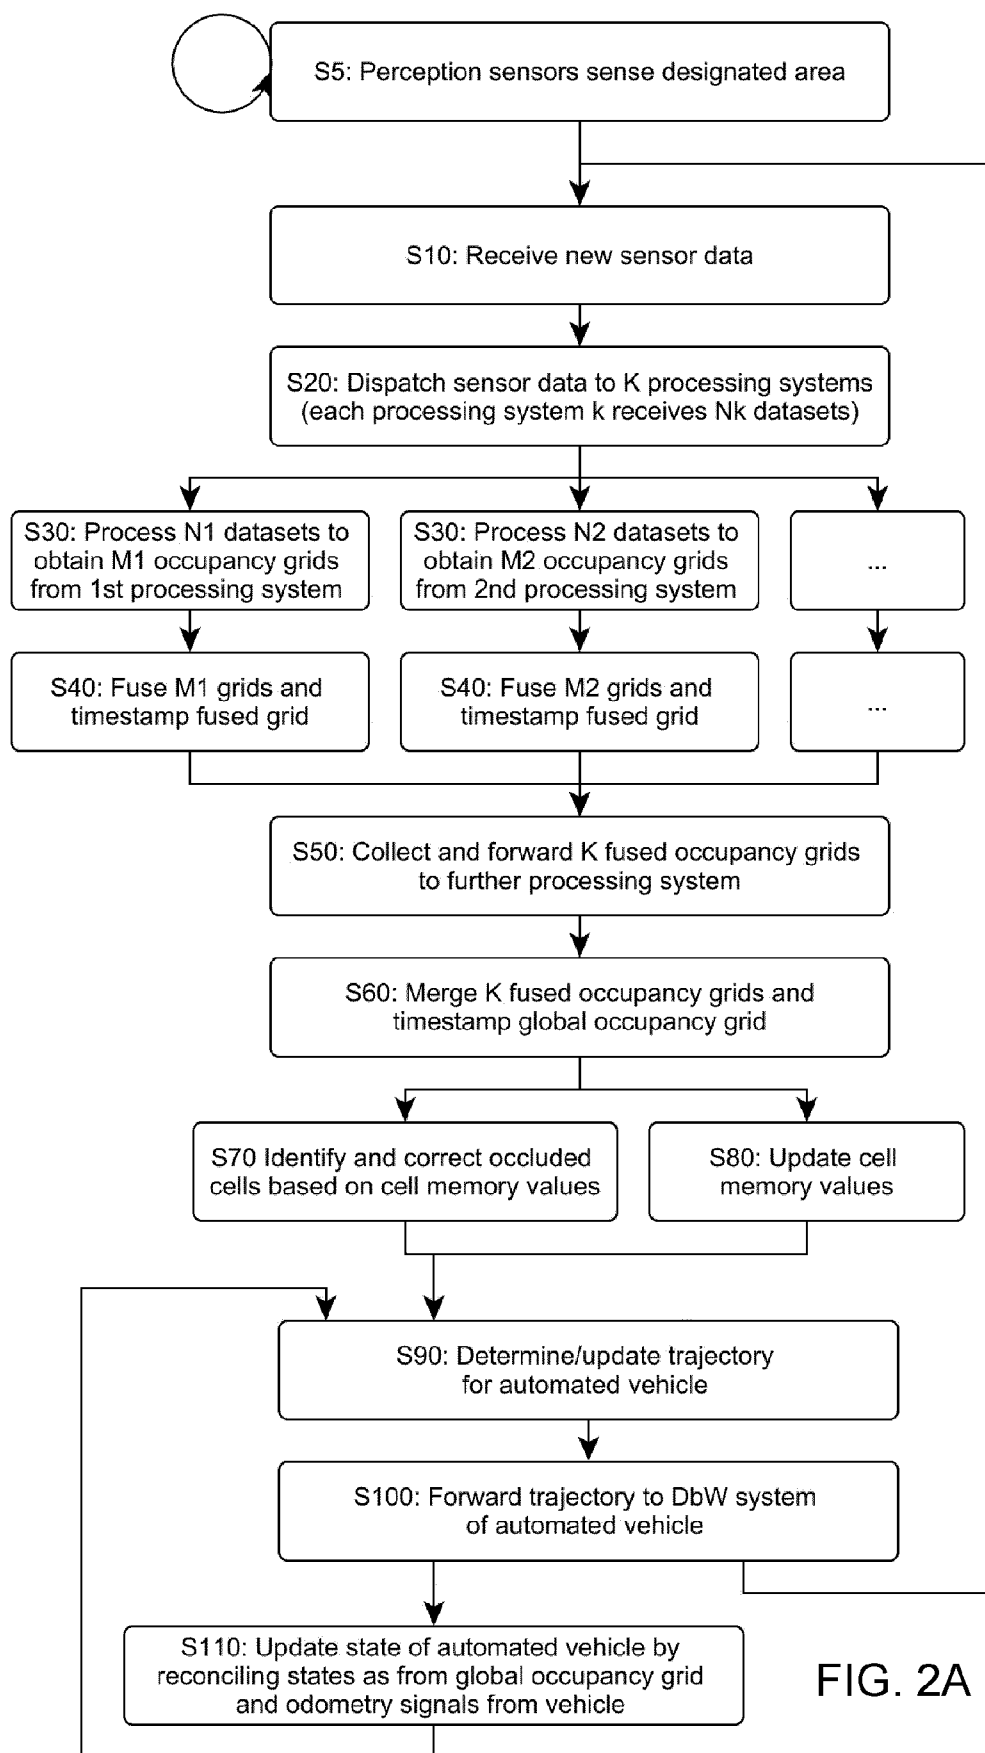 S5: Perception sensors sense designated area
S10: Receive new sensor data
S20: Dispatch sensor data to K processing systems
(each processing system k receives Nk datasets)
S30: Process N1 datasets to
obtain M1 occupancy grids
from 1st processing system
S30: Process N2 datasets to
obtain M2 occupancy grids
from 2nd processing system
...
S40: Fuse M1 grids and
timestamp fused grid
S40: Fuse M2 grids and
timestamp fused grid
...
S50: Collect and forward K fused occupancy grids
to further processing system
S60: Merge K fused occupancy grids and
timestamp global occupancy grid
S70 Identify and correct occluded
cells based on cell memory values
S80: Update cell
memory values
S90: Determine/update trajectory
for automated vehicle
S100: Forward trajectory to DbW system
of automated vehicle
S110: Update state of automated vehicle by
reconciling states as from global occupancy grid
and odometry signals from vehicle
FIG. 2A